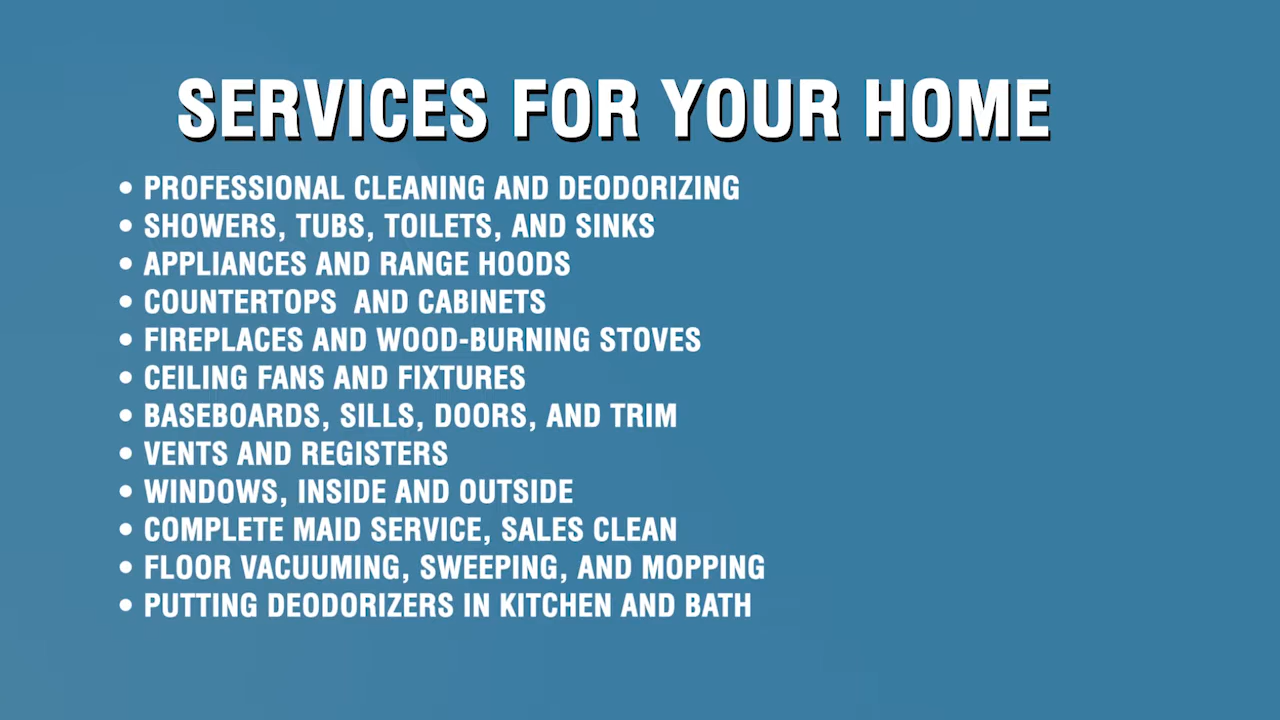 SERVICES FOR YOUR HOME
• PROFESSIONAL CLEANING AND DEODORIZING
• SHOWERS, TUBS, TOILETS, AND SINKS
• APPLIANCES AND RANGE HOODS
• COUNTERTOPS  AND CABINETS
• FIREPLACES AND WOOD-BURNING STOVES
• CEILING FANS AND FIXTURES
• BASEBOARDS, SILLS, DOORS, AND TRIM
• VENTS AND REGISTERS
• WINDOWS, INSIDE AND OUTSIDE
• COMPLETE MAID SERVICE, SALES CLEAN
• FLOOR VACUUMING, SWEEPING, AND MOPPING
• PUTTING DEODORIZERS IN KITCHEN AND BATH